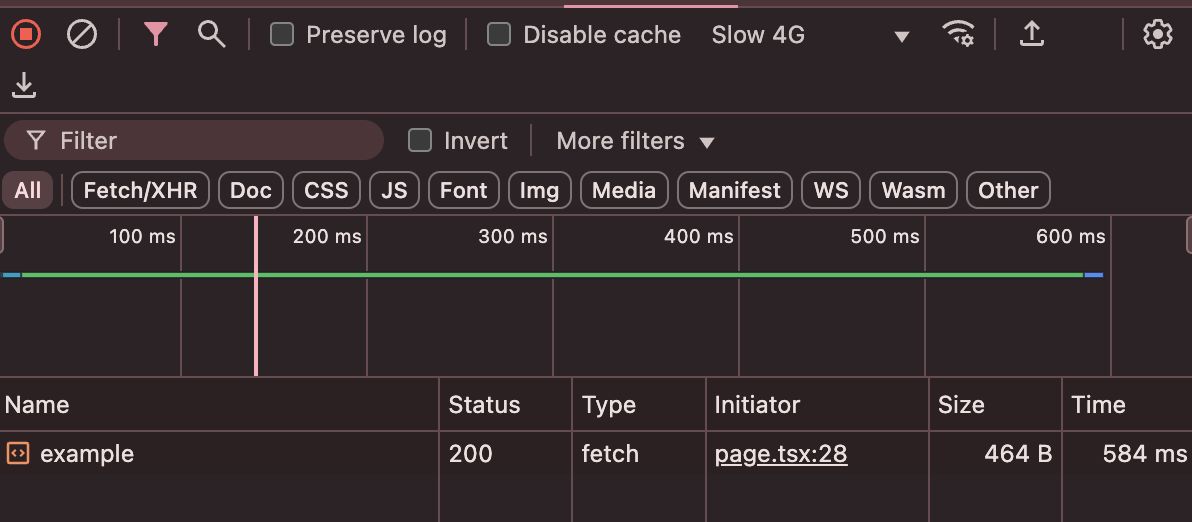 Preserve log Disable cache Slow 4G
Filter Invert More filters
All Fetch/XHR Doc CSS JS Font Img Media Manifest WS Wasm Other
100 ms 200 ms 300 ms 400 ms 500 ms 600 ms
Name Status Type Initiator Size Time
example 200 fetch page.tsx:28 464 B 584 ms